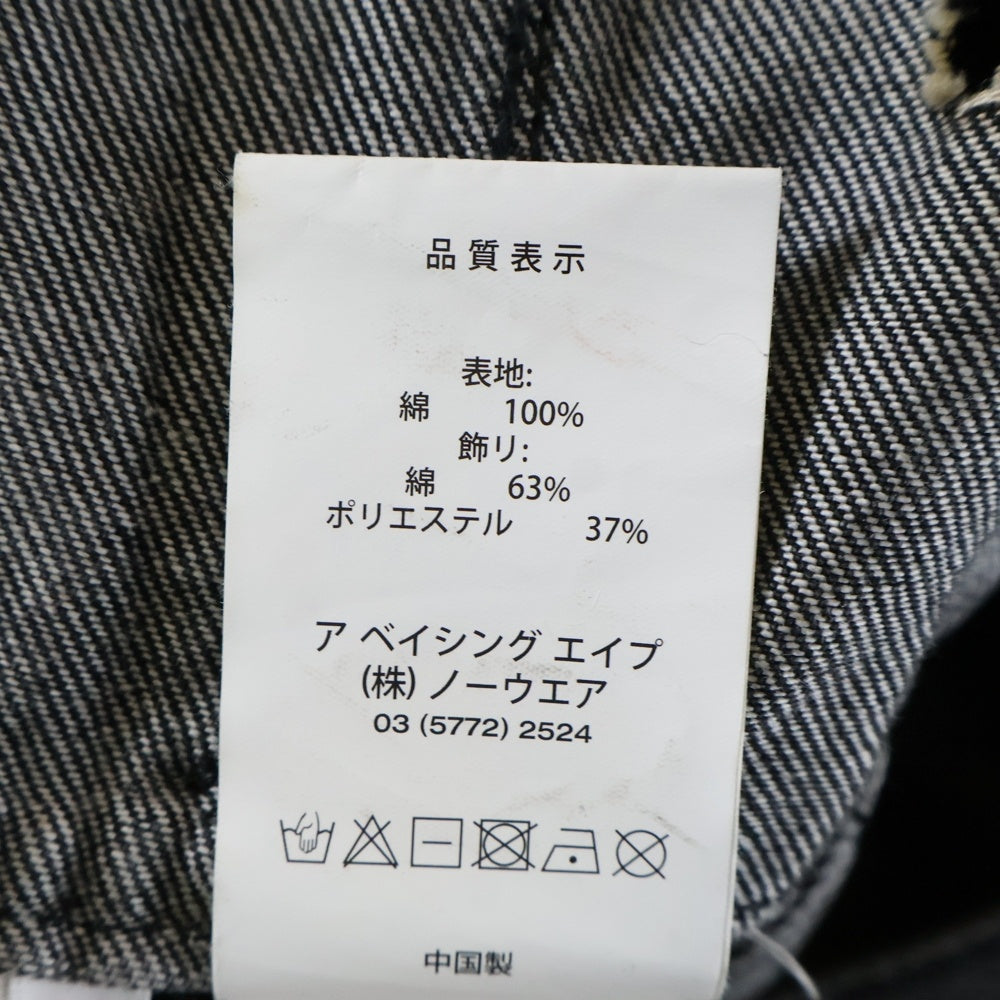 品質表示
表地:
綿 100%
飾リ:
綿 63%
ポリエステル 37%
ア ベイシング エイプ
(株) ノーウエア
03 (5772) 2524
中国製